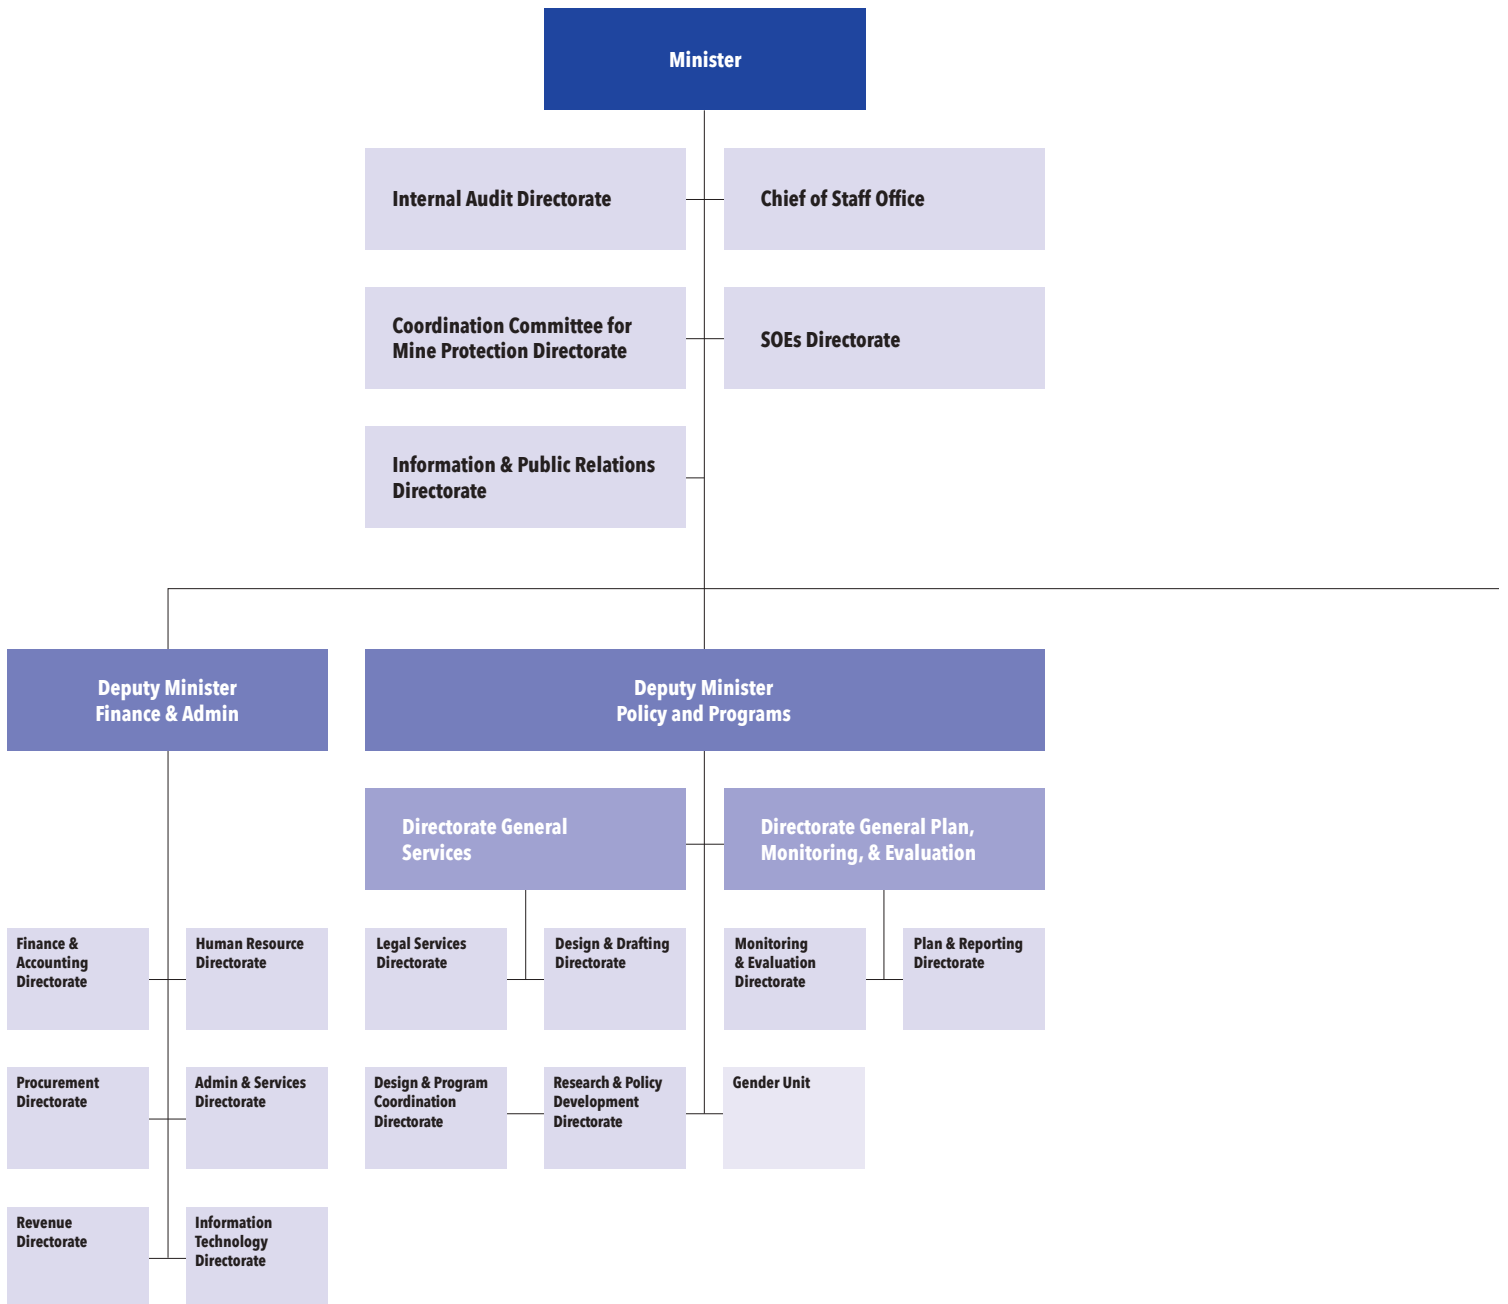 Minister
Internal Audit Directorate
Chief of Staff Office
Coordination Committee for
Mine Protection Directorate
SOEs Directorate
Information & Public Relations
Directorate
Deputy Minister
Finance & Admin
Deputy Minister
Policy and Programs
Directorate General
Services
Directorate General Plan,
Monitoring, & Evaluation
Finance &
Accounting
Directorate
Human Resource
Directorate
Legal Services
Directorate
Design & Drafting
Directorate
Monitoring
& Evaluation
Directorate
Plan & Reporting
Directorate
Procurement
Directorate
Admin & Services
Directorate
Design & Program
Coordination
Directorate
Research & Policy
Development
Directorate
Gender Unit
Revenue
Directorate
Information
Technology
Directorate